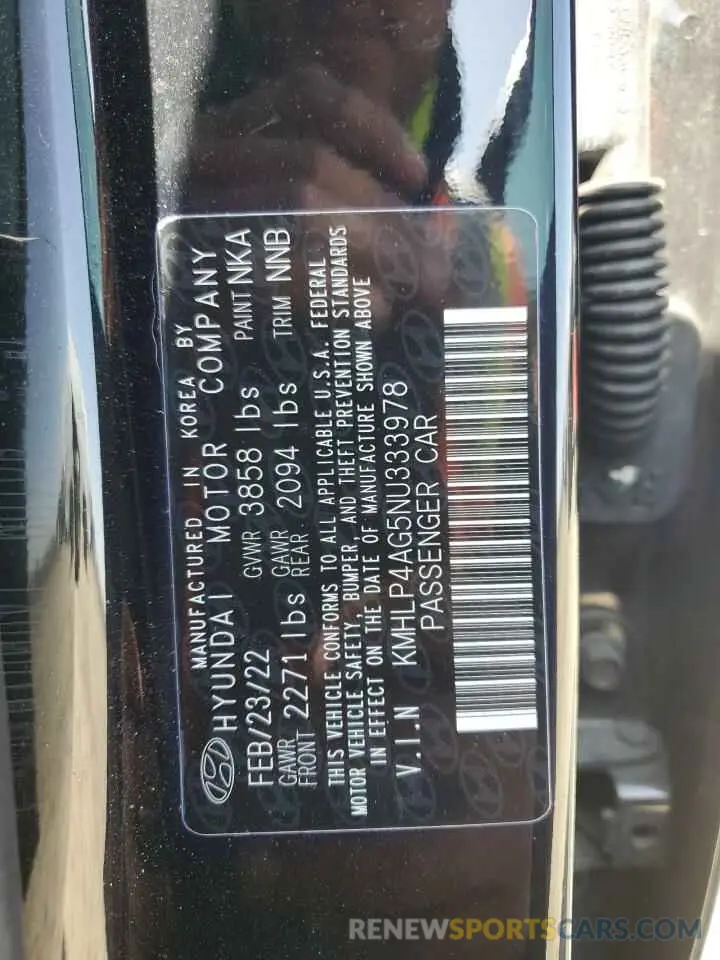 MANUFACTURED IN KOREA BY
HYUNDAI MOTOR COMPANY
FEB/23/22 GVWR 3858 lbs PAINT NKA
GAWR FRONT 2271 lbs GAWR REAR 2094 lbs TRIM NNB
THIS VEHICLE CONFORMS TO ALL APPLICABLE U.S.A. FEDERAL
MOTOR VEHICLE SAFETY, BUMPER, AND THEFT PREVENTION STANDARDS
IN EFFECT ON THE DATE OF MANUFACTURE SHOWN ABOVE
V.I.N KMHLP4AG5NU333978
PASSENGER CAR
RENEWSPORTSCARS.COM